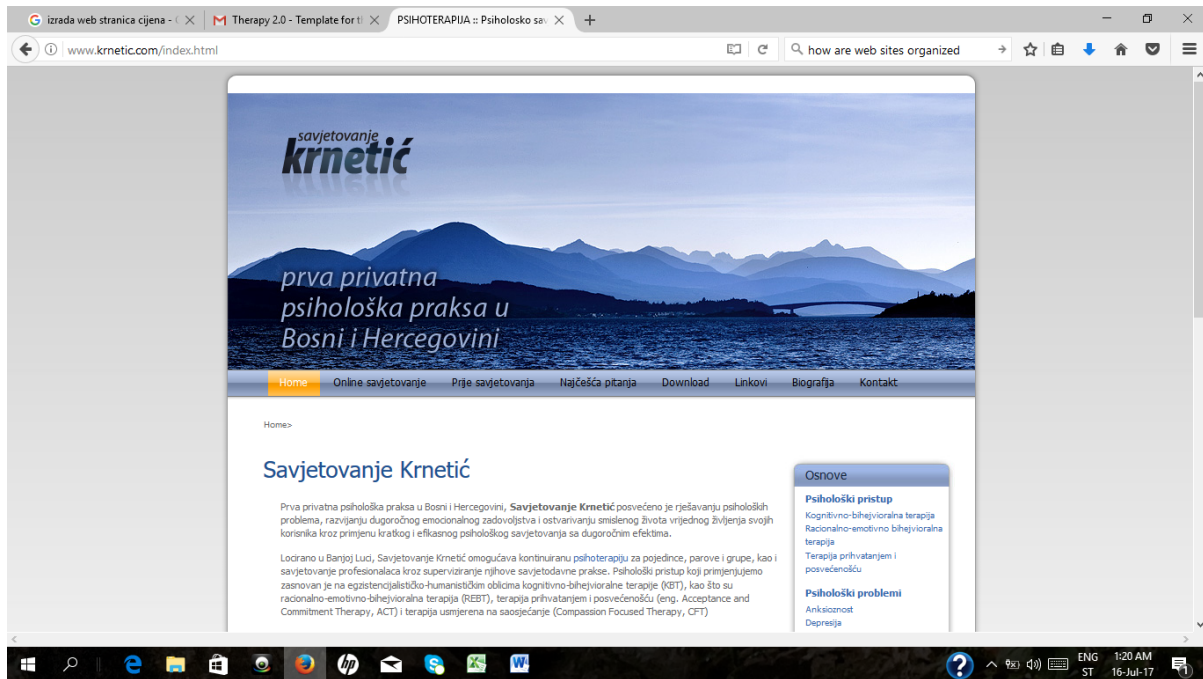 izrada web stranica cijena -
Therapy 2.0 - Template for t
PSIHOTERAPIJA :: Psiholosko sav
www.krnetic.com/index.html
how are web sites organized
savjetovanje
krnetić
prva privatna
psihološka praksa u
Bosni i Hercegovini
Home Online savjetovanje Prije savjetovanja Najčešća pitanja Download Linkovi Biografija Kontakt
Home>
Savjetovanje Krnetić
Prva privatna psihološka praksa u Bosni i Hercegovini, Savjetovanje Krnetić posvećeno je rješavanju psiholoških
problema, razvijanju dugoročnog emocionalnog zadovoljstva i ostvarivanju smislenog života vrijednog življenja svojih
korisnika kroz primjenu kratkog i efikasnog psihološkog savjetovanja sa dugoročnim efektima.
Locirano u Banjoj Luci, Savjetovanje Krnetić omogućava kontinuiranu psihoterapiju za pojedince, parove i grupe, kao i
savjetovanje profesionalaca kroz superviziranje njihove savjetodavne prakse. Psihološki pristup koji primjenjujemo
zasnovan je na egzistencijalističko-humanističkim oblicima kognitivno-bihejvioralne terapije (KBT), kao što su
racionalno-emotivno-bihejvioralna terapija (REBT), terapija prihvatanjem i posvećenošću (eng. Acceptance and
Commitment Therapy, ACT) i terapija usmjerena na saosjećanje (Compassion Focused Therapy, CFT)
Osnove
Psihološki pristup
Kognitivno-bihejvioralna terapija
Racionalno-emotivno bihejvioralna
terapija
Terapija prihvatanjem i
posvećenošću
Psihološki problemi
Anksioznost
Depresija
ENG 1:20 AM
ST 16-Jul-17